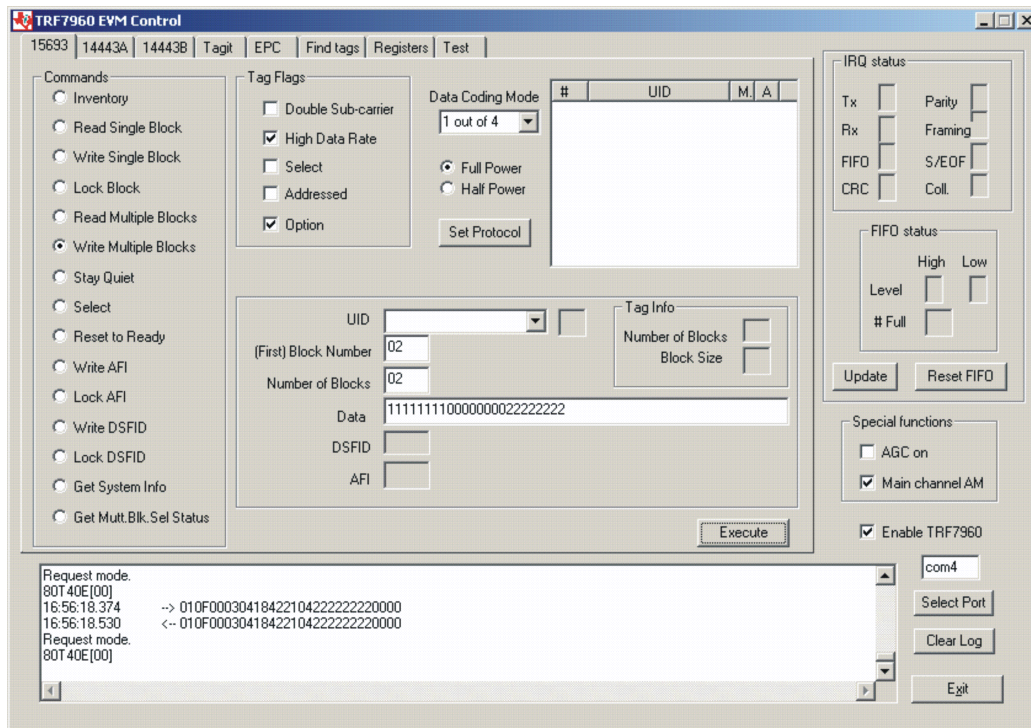 TRF7960 EVM Control
15693
14443A
14443B
Tagit
EPC
Find tags
Registers
Test
Commands
Inventory
Read Single Block
Write Single Block
Lock Block
Read Multiple Blocks
Write Multiple Blocks
Stay Quiet
Select
Reset to Ready
Write AFI
Lock AFI
Write DSFID
Lock DSFID
Get System Info
Get Mutt.Blk.Sel Status
Tag Flags
Double Sub-carrier
High Data Rate
Select
Addressed
Option
Data Coding Mode
1 out of 4
Full Power
Half Power
Set Protocol
# UID M. A
UID
(First) Block Number 02
Number of Blocks 02
Data 111111110000000022222222
DSFID
AFI
Tag Info
Number of Blocks
Block Size
Execute
IRQ status
Tx Parity
Rx Framing
FIFO S/EOF
CRC Coll.
FIFO status
High Low
Level
# Full
Update
Reset FIFO
Special functions
AGC on
Main channel AM
Enable TRF7960
com4
Select Port
Clear Log
Exit
Request mode.
80T40E[00]
16:56:18.374 --> 010F000304184221042222222220000
16:56:18.530 <-- 010F000304184221042222222220000
Request mode.
80T40E[00]